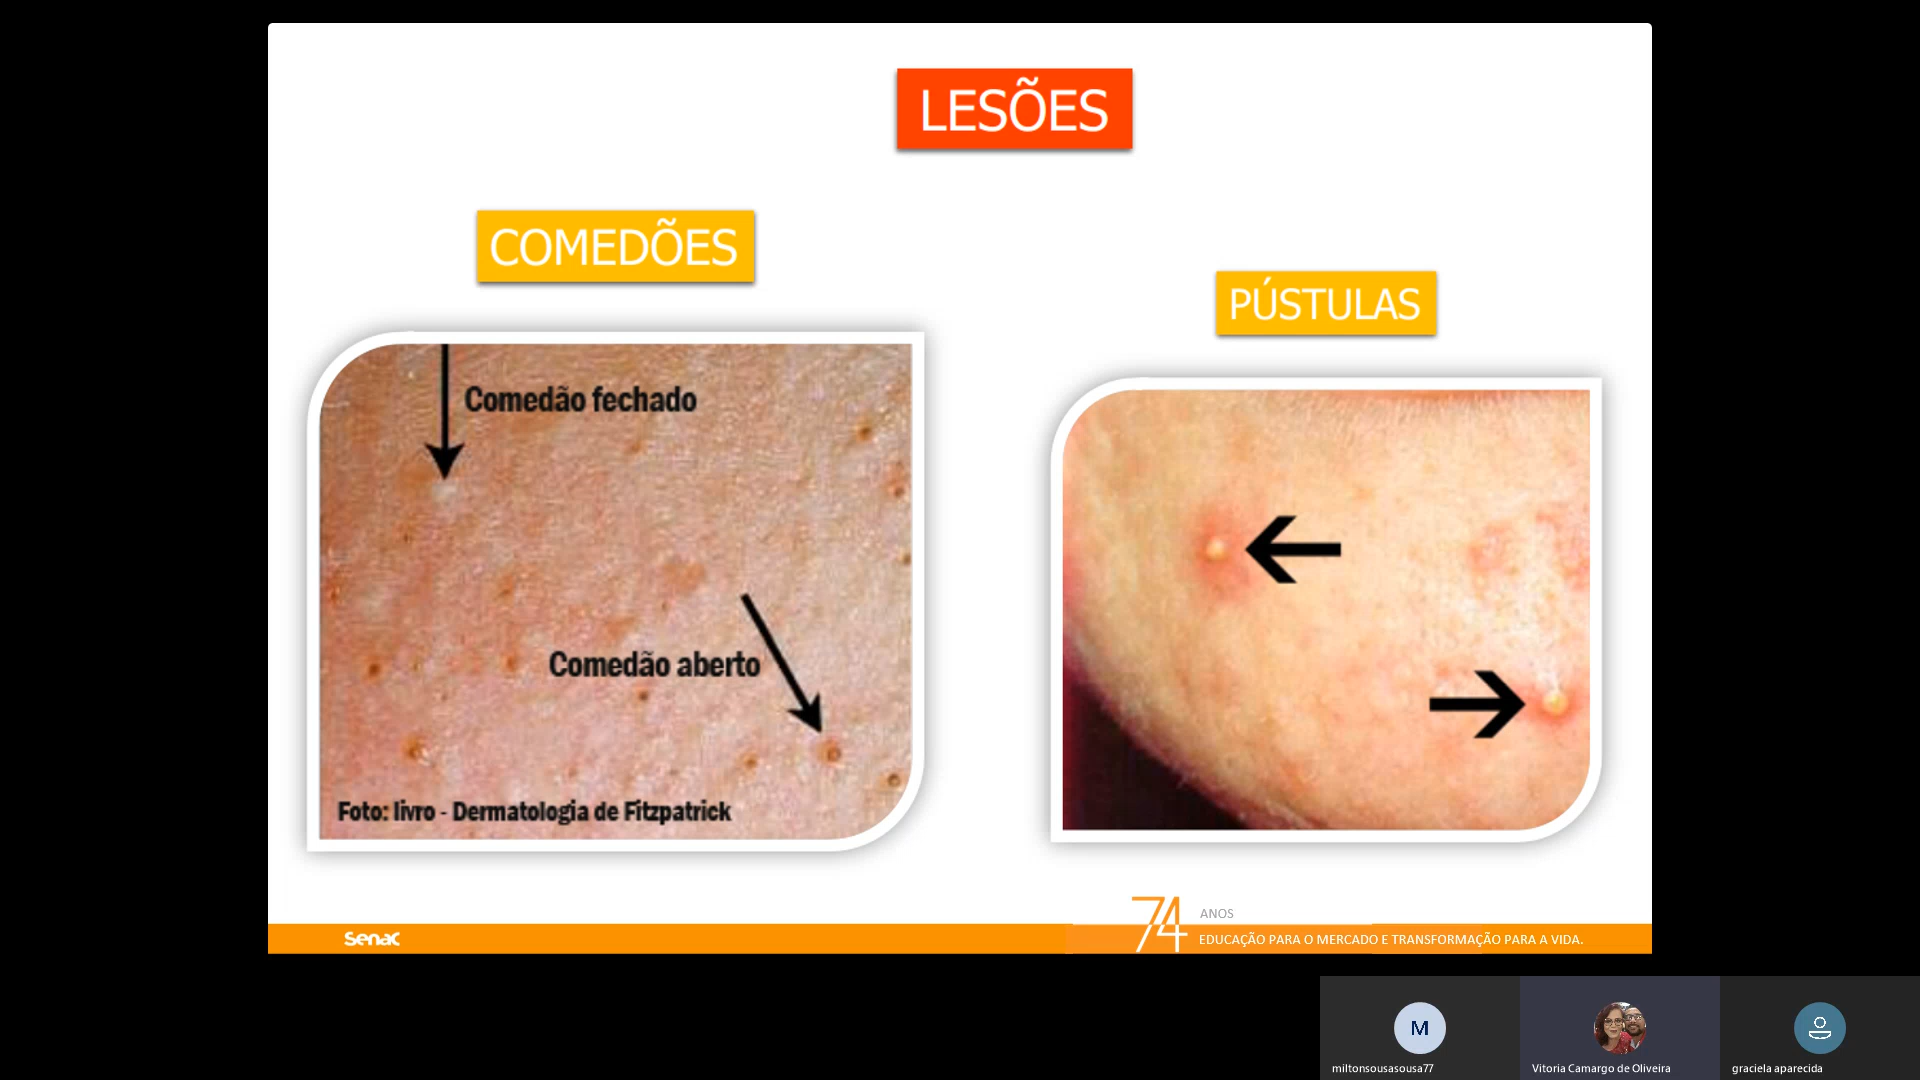 LESÕES
COMEDÕES
PÚSTULAS
Comedão fechado
Comedão aberto
Foto: livro - Dermatologia de Fitzpatrick
senac
74 ANOS
EDUCAÇÃO PARA O MERCADO E TRANSFORMAÇÃO PARA A VIDA.
M
miltonsousasousa77
Vitoria Camargo de Oliveira
graciela aparecida